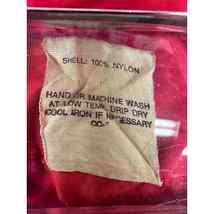 SHELL: 100% NYLON
HAND OR MACHINE WASH
AT LOW TEMP. DRIP DRY
COOL IRON IF NECESSARY